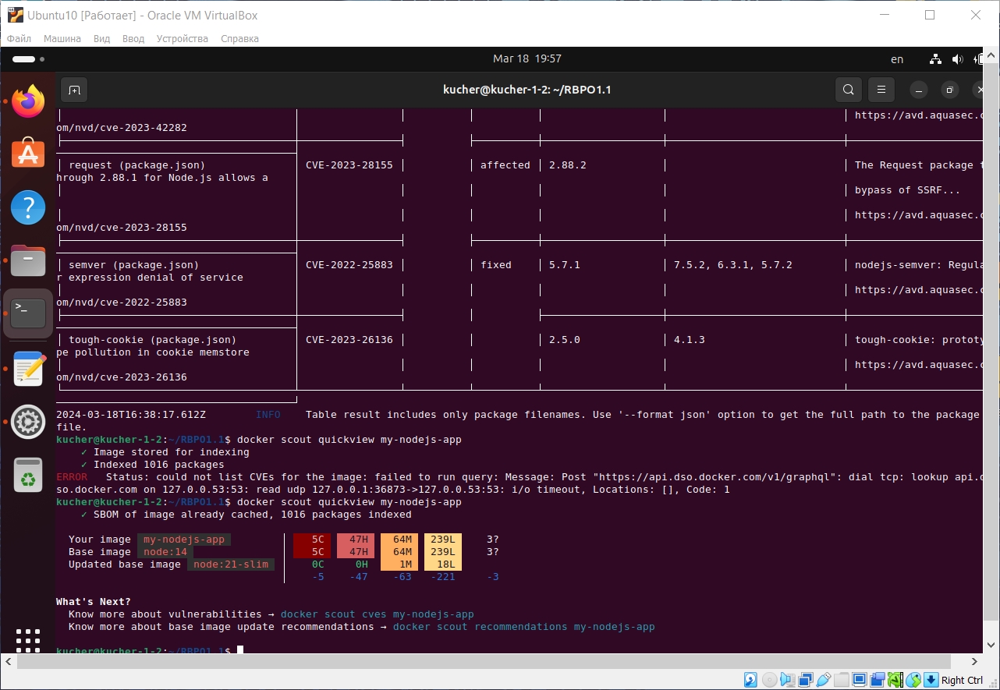 Ubuntu10 [Работает] - Oracle VM VirtualBox
Файл Машина Вид Ввод Устройства Справка
Mar 18 19:57
en
kucher@kucher-1-2: ~/RBPO1.1
https://avd.aquasec.c
om/nvd/cve-2023-42282
request (package.json) CVE-2023-28155 affected 2.88.2 The Request package t
hrough 2.88.1 for Node.js allows a
bypass of SSRF...
https://avd.aquasec.c
om/nvd/cve-2023-28155
semver (package.json) CVE-2022-25883 fixed 5.7.1 7.5.2, 6.3.1, 5.7.2 nodejs-semver: Regula
r expression denial of service
https://avd.aquasec.c
om/nvd/cve-2022-25883
tough-cookie (package.json) CVE-2023-26136 2.5.0 4.1.3 tough-cookie: prototy
pe pollution in cookie memstore
https://avd.aquasec.c
om/nvd/cve-2023-26136
2024-03-18T16:38:17.612Z INFO Table result includes only package filenames. Use '--format json' option to get the full path to the package
file.
kucher@kucher-1-2:~/RBPO1.1$ docker scout quickview my-nodejs-app
✓ Image stored for indexing
✓ Indexed 1016 packages
ERROR Status: could not list CVEs for the image: failed to run query: Message: Post "https://api.dso.docker.com/v1/graphql": dial tcp: lookup api.d
so.docker.com on 127.0.0.53:53: read udp 127.0.0.1:36873->127.0.0.53:53: i/o timeout, Locations: [], Code: 1
kucher@kucher-1-2:~/RBPO1.1$ docker scout quickview my-nodejs-app
✓ SBOM of image already cached, 1016 packages indexed
Your image my-nodejs-app 5C 47H 64M 239L 3?
Base image node:14 5C 47H 64M 239L 3?
Updated base image node:21-slim 0C 0H 1M 18L
-5 -47 -63 -221 -3
What's Next?
Know more about vulnerabilities → docker scout cves my-nodejs-app
Know more about base image update recommendations → docker scout recommendations my-nodejs-app
kucher@kucher-1-2:~/RBPO1.1$
Right Ctrl